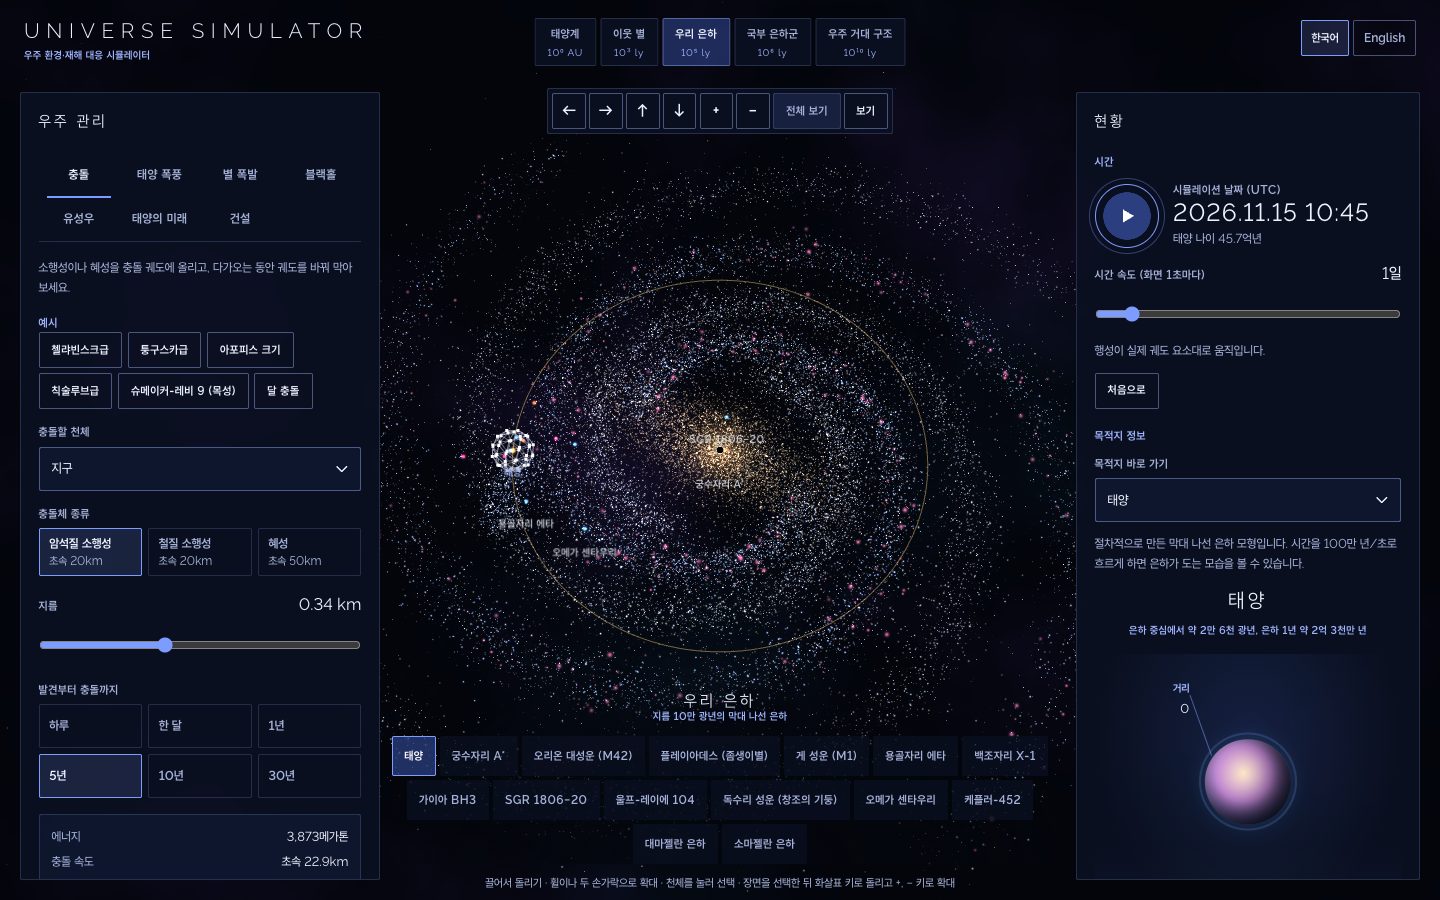 UNIVERSE SIMULATOR
우주 환경·재해 대응 시뮬레이터
태양계
10⁰ AU
이웃 별
10³ ly
우리 은하
10⁵ ly
국부 은하군
10⁶ ly
우주 거대 구조
10¹⁰ ly
한국어
English
← → ↑ ↓ + − 전체 보기 보기
우주 관리
충돌 태양 폭풍 별 폭발 블랙홀
유성우 태양의 미래 건설
소행성이나 혜성을 충돌 궤도에 올리고, 다가오는 동안 궤도를 바꿔 막아
보세요.
예시
첼랴빈스크급 퉁구스카급 아포피스 크기
칙술루브급 슈메이커-레비 9 (목성) 달 충돌
충돌할 천체
지구
충돌체 종류
암석질 소행성
초속 20km
철질 소행성
초속 20km
혜성
초속 50km
지름 0.34 km
발견부터 충돌까지
하루 한 달 1년
5년 10년 30년
에너지 3,873메가톤
충돌 속도 초속 22.9km
SGR 1806-20
궁수자리 A*
용골자리 에타
오메가 센타우리
우리 은하
지름 10만 광년의 막대 나선 은하
태양 궁수자리 A* 오리온 대성운 (M42) 플레이아데스 (좀생이별) 게 성운 (M1) 용골자리 에타 백조자리 X-1
가이아 BH3 SGR 1806-20 울프-레이에 104 독수리 성운 (창조의 기둥) 오메가 센타우리 케플러-452
대마젤란 은하 소마젤란 은하
끌어서 돌리기 · 휠이나 두 손가락으로 확대 · 천체를 눌러 선택 · 장면을 선택한 뒤 화살표 키로 돌리고 +, − 키로 확대
현황
시간
시뮬레이션 날짜 (UTC)
2026.11.15 10:45
태양 나이 45.7억년
시간 속도 (화면 1초마다) 1일
행성이 실제 궤도 요소대로 움직입니다.
처음으로
목적지 정보
목적지 바로 가기
태양
절차적으로 만든 막대 나선 은하 모형입니다. 시간을 100만 년/초로
흐르게 하면 은하가 도는 모습을 볼 수 있습니다.
태양
은하 중심에서 약 2만 6천 광년, 은하 1년 약 2억 3천만 년
거리
0